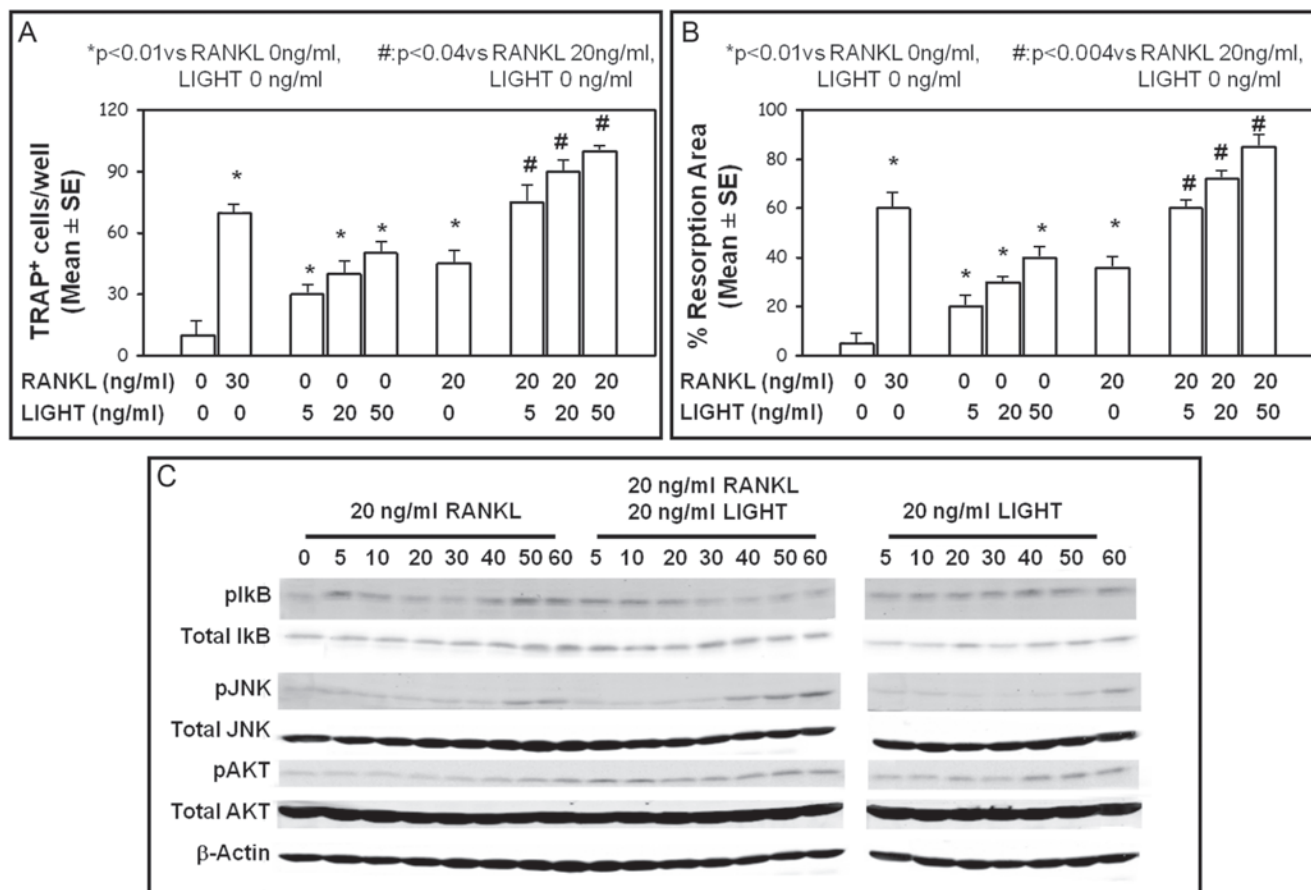 A
*p<0.01vs RANKL 0ng/ml,
LIGHT 0 ng/ml
#:p<0.04vs RANKL 20ng/ml,
LIGHT 0 ng/ml
TRAP+ cells/well
(Mean ± SE)
120
90
60
30
0
* * * * * # # #
RANKL (ng/ml) 0 30 0 0 0 20 20 20 20
LIGHT (ng/ml) 0 0 5 20 50 0 5 20 50
B
*p<0.01vs RANKL 0ng/ml,
LIGHT 0 ng/ml
#:p<0.004vs RANKL 20ng/ml,
LIGHT 0 ng/ml
% Resorption Area
(Mean ± SE)
100
80
60
40
20
0
* * * * * # # #
RANKL (ng/ml) 0 30 0 0 0 20 20 20 20
LIGHT (ng/ml) 0 0 5 20 50 0 5 20 50
C
20 ng/ml RANKL
20 ng/ml RANKL
20 ng/ml LIGHT
20 ng/ml LIGHT
0 5 10 20 30 40 50 60 5 10 20 30 40 50 60 5 10 20 30 40 50 60
pIkB
Total IkB
pJNK
Total JNK
pAKT
Total AKT
β-Actin